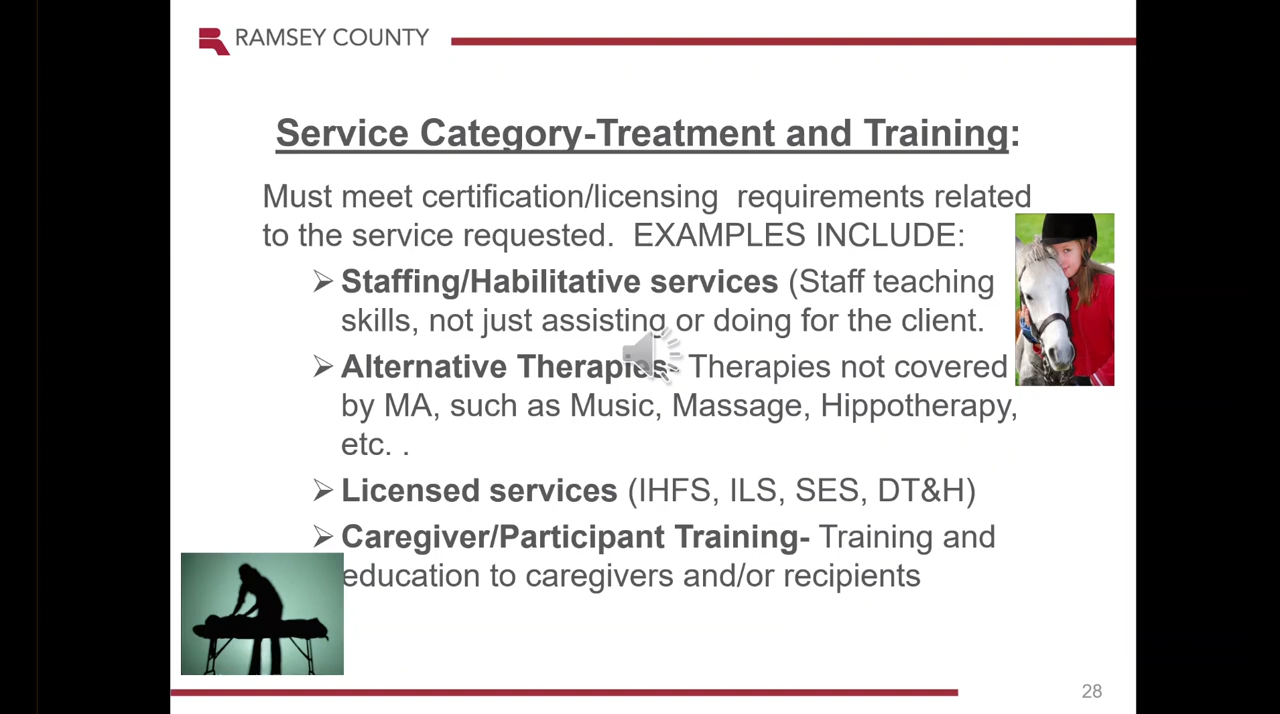 RAMSEY COUNTY
Service Category-Treatment and Training:
Must meet certification/licensing requirements related
to the service requested. EXAMPLES INCLUDE:
Staffing/Habilitative services (Staff teaching
skills, not just assisting or doing for the client.
Alternative Therapies- Therapies not covered
by MA, such as Music, Massage, Hippotherapy,
etc. .
Licensed services (IHFS, ILS, SES, DT&H)
Caregiver/Participant Training- Training and
education to caregivers and/or recipients
28